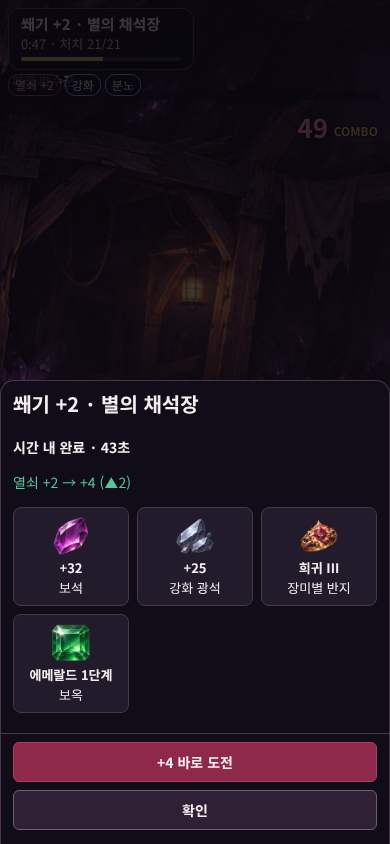 쐐기 +2 · 별의 채석장
0:47 · 처치 21/21
열쇠 +2
강화
분노
49 COMBO
쐐기 +2 · 별의 채석장
시간 내 완료 · 43초
열쇠 +2 → +4 (▲2)
+32
보석
+25
강화 광석
희귀 III
장미별 반지
에메랄드 1단계
보옥
+4 바로 도전
확인